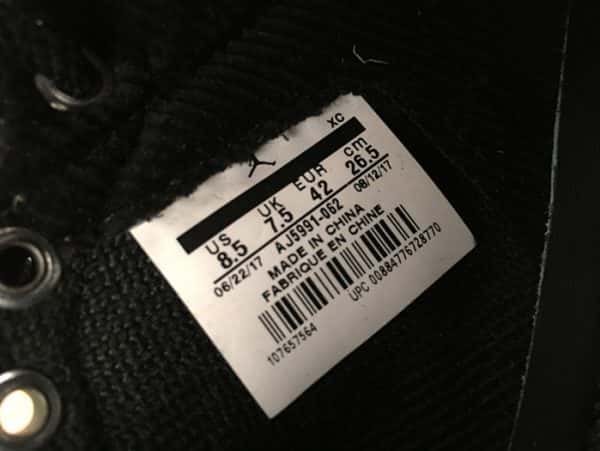 XC
US UK EUR cm
8.5 7.5 42 26.5
06/22/17 AJ5991-062 08/12/17
MADE IN CHINA
FABRIQUE EN CHINE
107657564 UPC 00884776728770